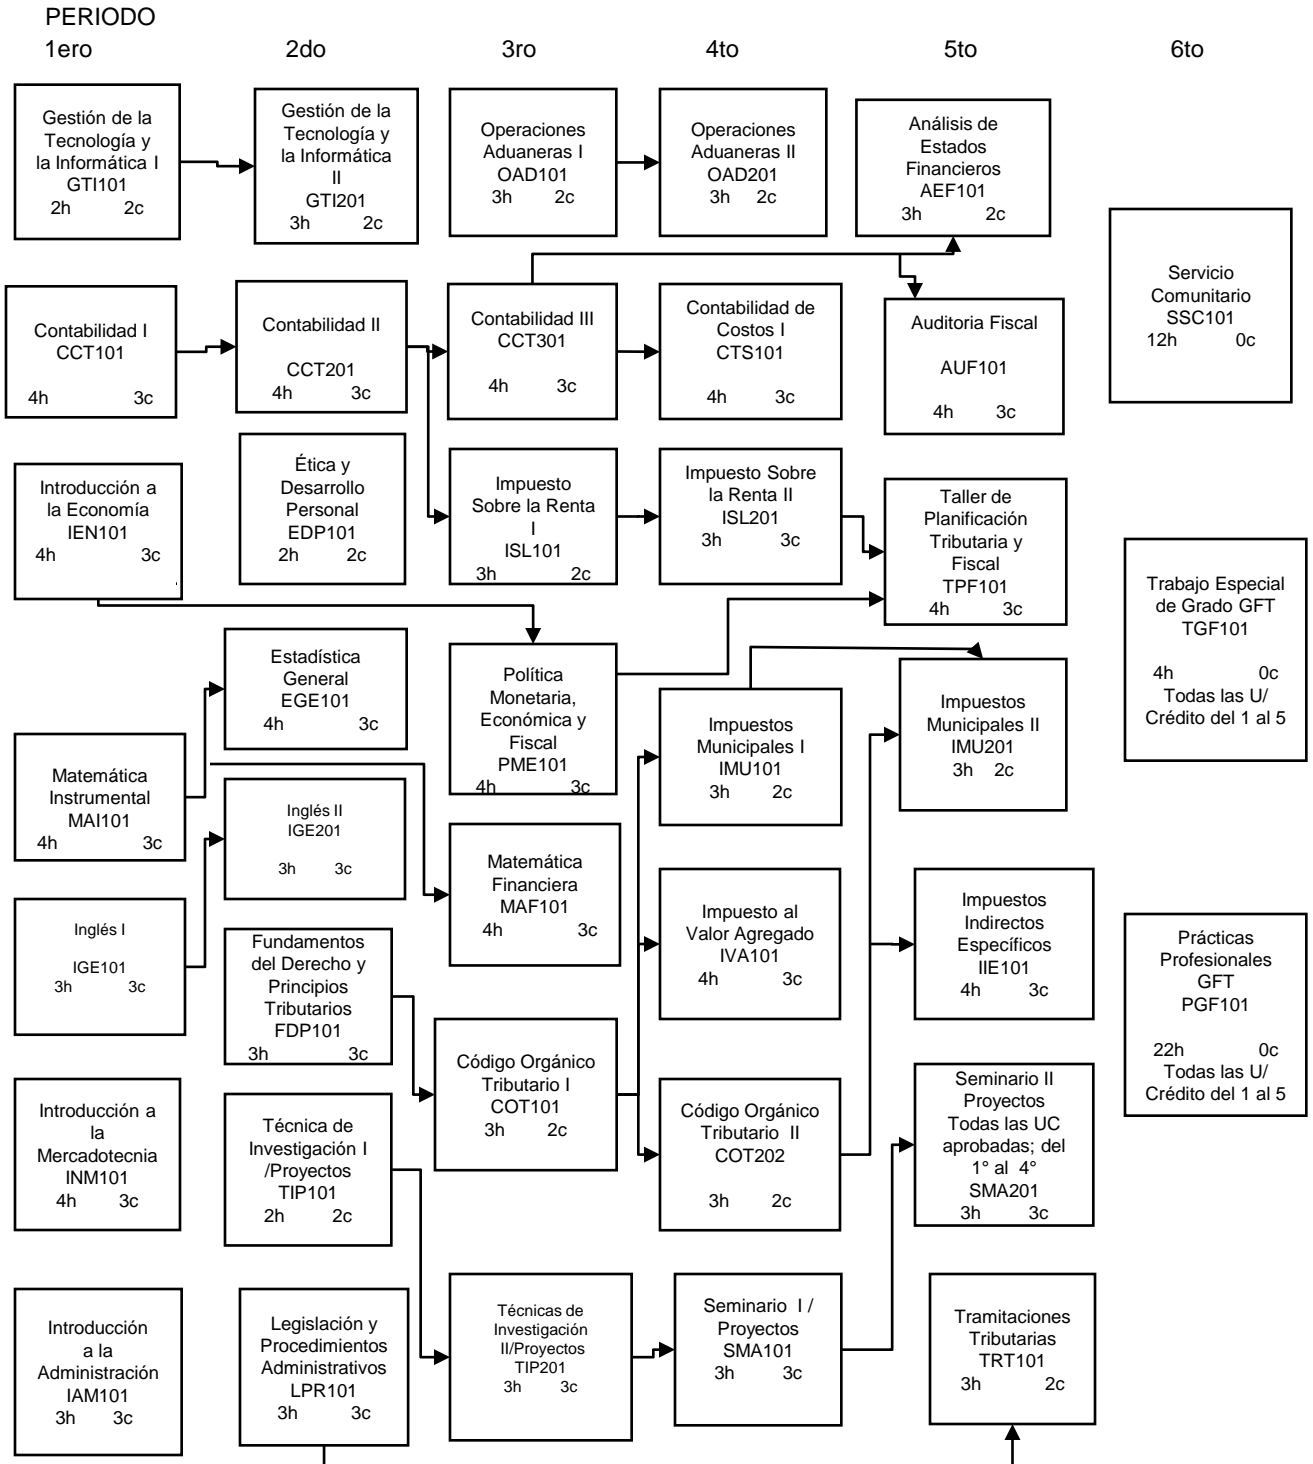 PERIODO
1ero 2do 3ro 4to 5to 6to
Gestión de la
Tecnología y
la Informática I
GTI101
2h 2c
Gestión de la
Tecnología y
la Informática
II
GTI201
3h 2c
Operaciones
Aduaneras I
OAD101
3h 2c
Operaciones
Aduaneras II
OAD201
3h 2c
Análisis de
Estados
Financieros
AEF101
3h 2c
Servicio
Comunitario
SSC101
12h 0c
Contabilidad I
CCT101
4h 3c
Contabilidad II
CCT201
4h 3c
Contabilidad III
CCT301
4h 3c
Contabilidad de
Costos I
CTS101
4h 3c
Auditoria Fiscal
AUF101
4h 3c
Introducción a
la Economía
IEN101
4h 3c
Ética y
Desarrollo
Personal
EDP101
2h 2c
Impuesto
Sobre la Renta
I
ISL101
3h 2c
Impuesto Sobre
la Renta II
ISL201
3h 3c
Taller de
Planificación
Tributaria y
Fiscal
TPF101
4h 3c
Trabajo Especial
de Grado GFT
TGF101
4h 0c
Todas las U/
Crédito del 1 al 5
Matemática
Instrumental
MAI101
4h 3c
Estadística
General
EGE101
4h 3c
Política
Monetaria,
Económica y
Fiscal
PME101
4h 3c
Impuestos
Municipales I
IMU101
3h 2c
Impuestos
Municipales II
IMU201
3h 2c
Inglés I
IGE101
3h 3c
Inglés II
IGE201
3h 3c
Matemática
Financiera
MAF101
4h 3c
Impuesto al
Valor Agregado
IVA101
4h 3c
Impuestos
Indirectos
Específicos
IIE101
4h 3c
Prácticas
Profesionales
GFT
PGF101
22h 0c
Todas las U/
Crédito del 1 al 5
Introducción a
la
Mercadotecnia
INM101
4h 3c
Fundamentos
del Derecho y
Principios
Tributarios
FDP101
3h 3c
Código Orgánico
Tributario I
COT101
3h 2c
Código Orgánico
Tributario II
COT202
3h 2c
Seminario II
Proyectos
Todas las UC
aprobadas; del
1° al 4°
SMA201
3h 3c
Técnica de
Investigación I
/Proyectos
TIP101
2h 2c
Introducción
a la
Administración
IAM101
3h 3c
Legislación y
Procedimientos
Administrativos
LPR101
3h 3c
Técnicas de
Investigación
II/Proyectos
TIP201
3h 3c
Seminario I /
Proyectos
SMA101
3h 3c
Tramitaciones
Tributarias
TRT101
3h 2c